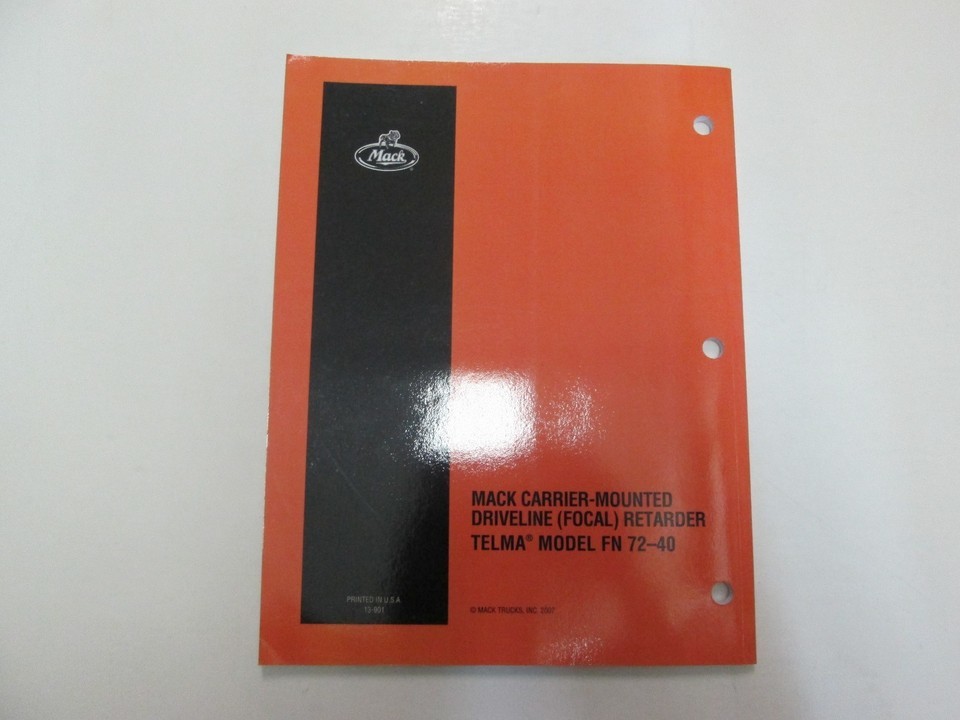 Mack
MACK CARRIER-MOUNTED
DRIVELINE (FOCAL) RETARDER
TELMA® MODEL FN 72–40
PRINTED IN U.S.A.
© MACK TRUCKS, INC. 2007